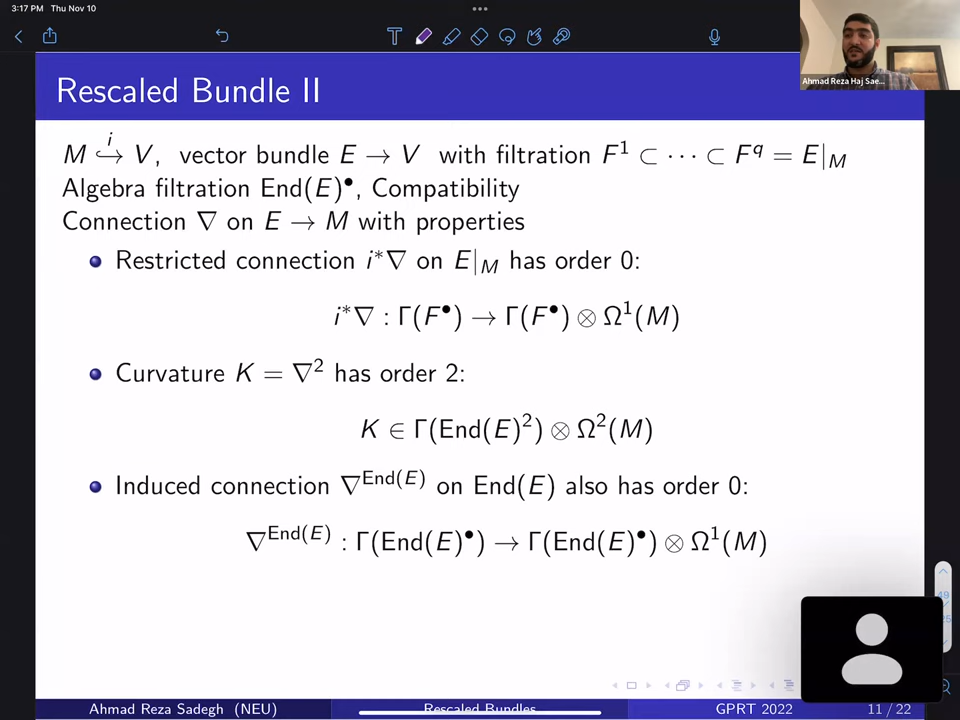 3:17 PM Thu Nov 10
Ahmad Reza Haj Sae...
Rescaled Bundle II
M \overset{i}{↪} V, vector bundle E → V with filtration F¹ ⊂ ⋯ ⊂ F^q = E|_M
Algebra filtration End(E)^•, Compatibility
Connection ∇ on E → M with properties
Restricted connection i*∇ on E|_M has order 0:
i*∇ : Γ(F^•) → Γ(F^•) ⊗ Ω¹(M)
Curvature K = ∇² has order 2:
K ∈ Γ(End(E)²) ⊗ Ω²(M)
Induced connection ∇^{End(E)} on End(E) also has order 0:
∇^{End(E)} : Γ(End(E)^•) → Γ(End(E)^•) ⊗ Ω¹(M)
Ahmad Reza Sadegh (NEU) Rescaled Bundles GPRT 2022 11 / 22